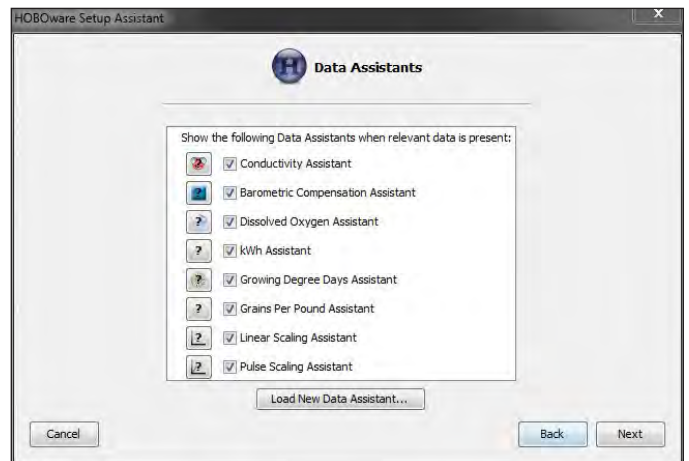 HOBOware Setup Assistant
X
H
Data Assistants
Show the following Data Assistants when relevant data is present:
? Conductivity Assistant
? Barometric Compensation Assistant
? Dissolved Oxygen Assistant
? kWh Assistant
? Growing Degree Days Assistant
? Grains Per Pound Assistant
? Linear Scaling Assistant
? Pulse Scaling Assistant
Load New Data Assistant...
Cancel
Back
Next